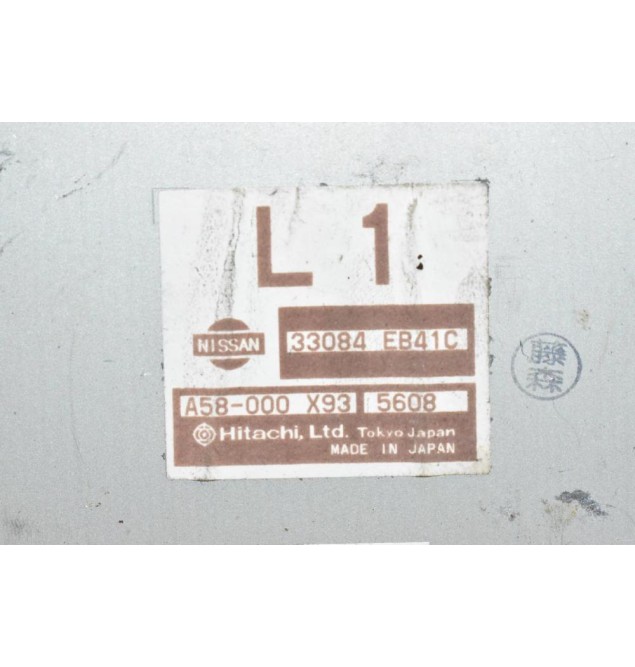 L 1
NISSAN
33084 EB41C
A58-000 X93 5608
Hitachi, Ltd. Tokyo Japan
MADE IN JAPAN
藤森